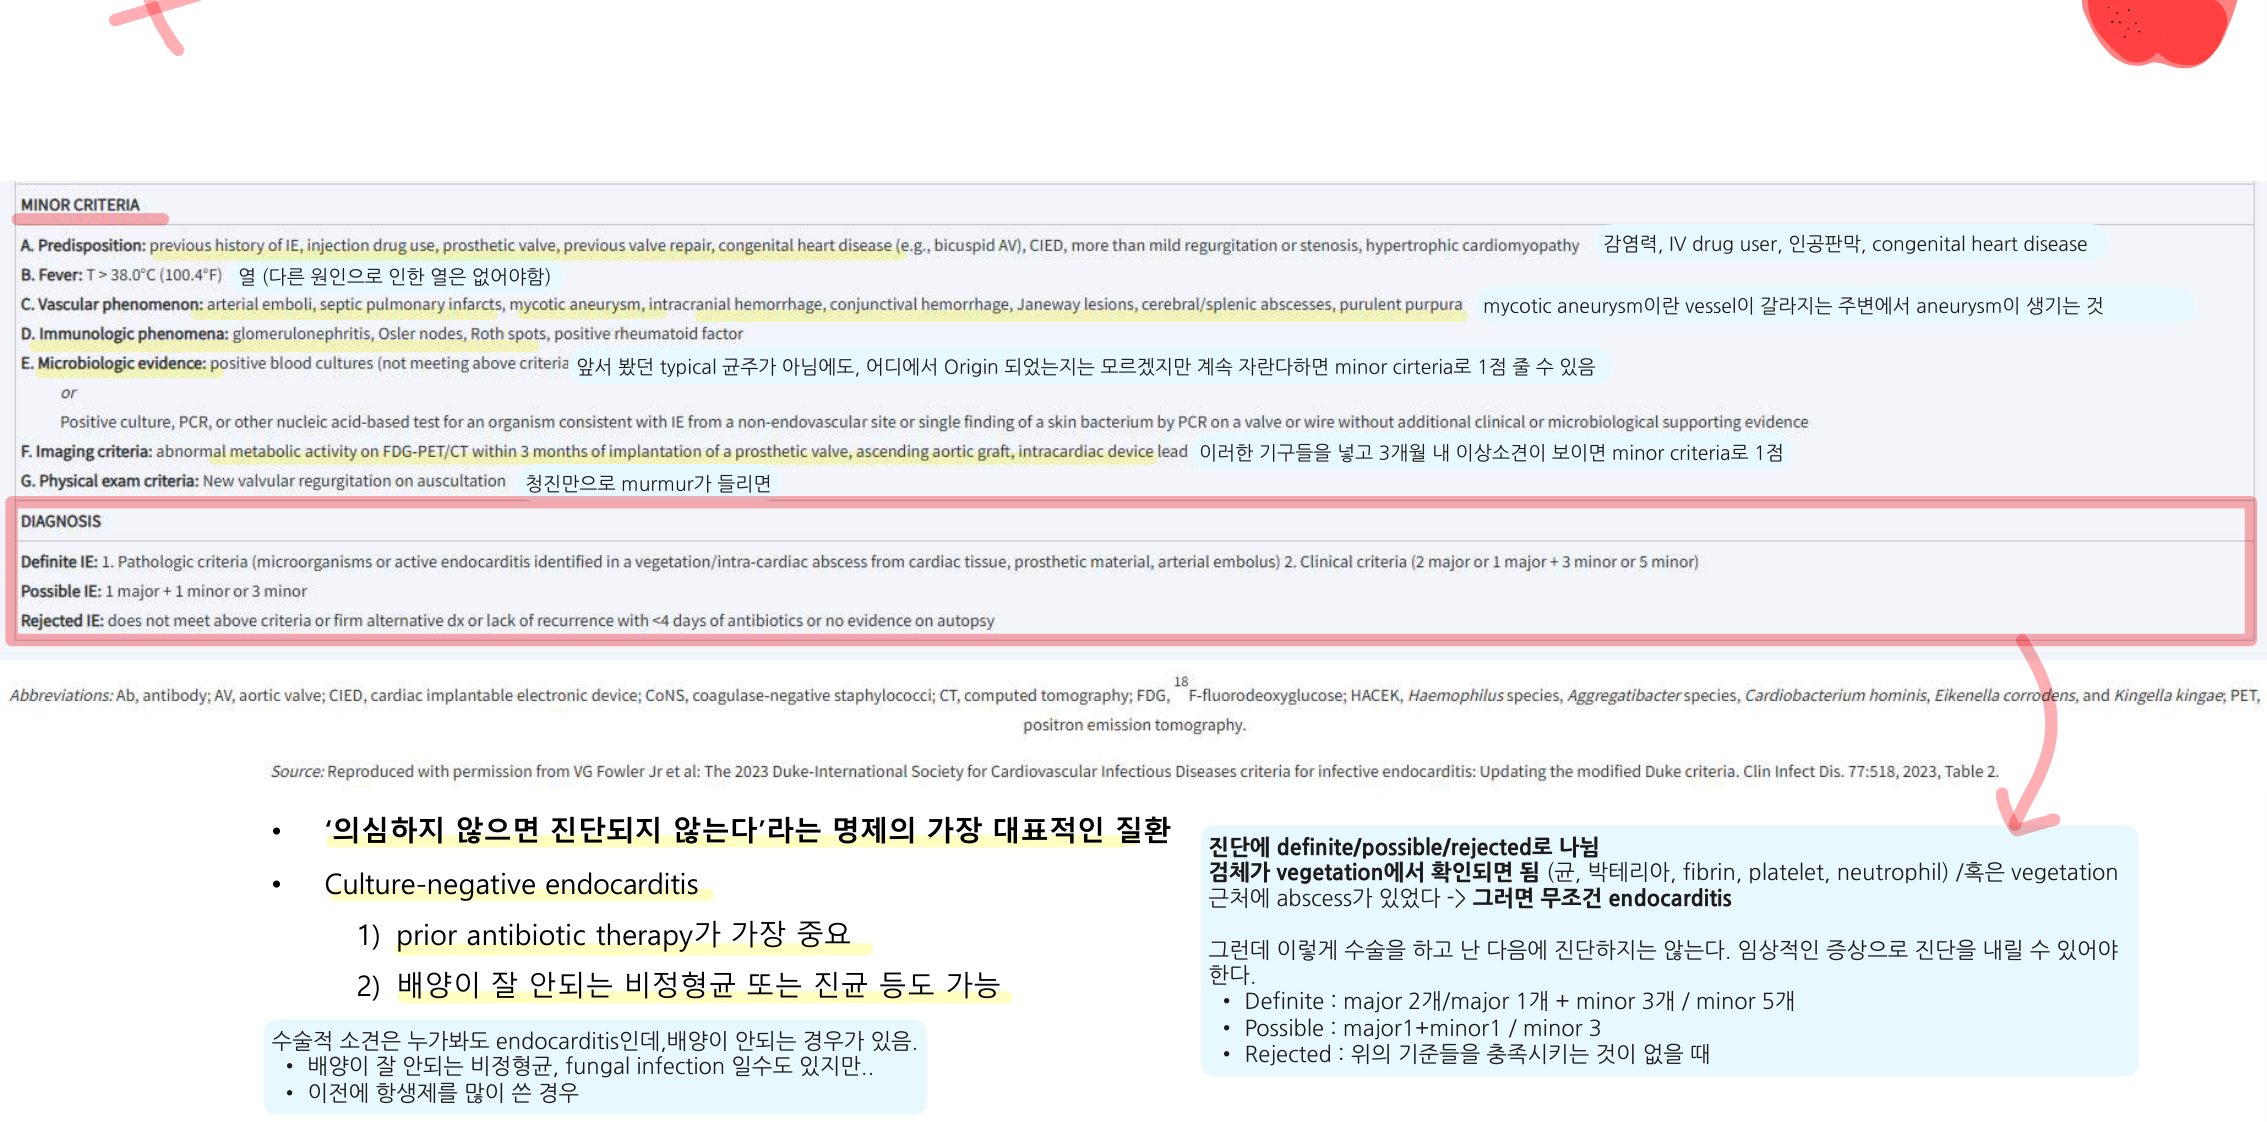 MINOR CRITERIA
A. Predisposition: previous history of IE, injection drug use, prosthetic valve, previous valve repair, congenital heart disease (e.g., bicuspid AV), CIED, more than mild regurgitation or stenosis, hypertrophic cardiomyopathy 감염력, IV drug user, 인공판막, congenital heart disease
B. Fever: T > 38.0°C (100.4°F) 열 (다른 원인으로 인한 열은 없어야함)
C. Vascular phenomenon: arterial emboli, septic pulmonary infarcts, mycotic aneurysm, intracranial hemorrhage, conjunctival hemorrhage, Janeway lesions, cerebral/splenic abscesses, purulent purpura mycotic aneurysm이란 vessel이 갈라지는 주변에서 aneurysm이 생기는 것
D. Immunologic phenomena: glomerulonephritis, Osler nodes, Roth spots, positive rheumatoid factor
E. Microbiologic evidence: positive blood cultures (not meeting above criteria 앞서 봤던 typical 균주가 아님에도, 어디에서 Origin 되었는지는 모르겠지만 계속 자란다하면 minor cirteria로 1점 줄 수 있음
or
Positive culture, PCR, or other nucleic acid-based test for an organism consistent with IE from a non-endovascular site or single finding of a skin bacterium by PCR on a valve or wire without additional clinical or microbiological supporting evidence
F. Imaging criteria: abnormal metabolic activity on FDG-PET/CT within 3 months of implantation of a prosthetic valve, ascending aortic graft, intracardiac device lead 이러한 기구들을 넣고 3개월 내 이상소견이 보이면 minor criteria로 1점
G. Physical exam criteria: New valvular regurgitation on auscultation 청진만으로 murmur가 들리면
DIAGNOSIS
Definite IE: 1. Pathologic criteria (microorganisms or active endocarditis identified in a vegetation/intra-cardiac abscess from cardiac tissue, prosthetic material, arterial embolus) 2. Clinical criteria (2 major or 1 major + 3 minor or 5 minor)
Possible IE: 1 major + 1 minor or 3 minor
Rejected IE: does not meet above criteria or firm alternative dx or lack of recurrence with <4 days of antibiotics or no evidence on autopsy
Abbreviations: Ab, antibody; AV, aortic valve; CIED, cardiac implantable electronic device; CoNS, coagulase-negative staphylococci; CT, computed tomography; FDG, 18F-fluorodeoxyglucose; HACEK, Haemophilus species, Aggregatibacter species, Cardiobacterium hominis, Eikenella corrodens, and Kingella kingae; PET,
positron emission tomography.
Source: Reproduced with permission from VG Fowler Jr et al: The 2023 Duke-International Society for Cardiovascular Infectious Diseases criteria for infective endocarditis: Updating the modified Duke criteria. Clin Infect Dis. 77:518, 2023, Table 2.
• ‘의심하지 않으면 진단되지 않는다’라는 명제의 가장 대표적인 질환
• Culture-negative endocarditis
1) prior antibiotic therapy가 가장 중요
2) 배양이 잘 안되는 비정형균 또는 진균 등도 가능
수술적 소견은 누가봐도 endocarditis인데,배양이 안되는 경우가 있음.
• 배양이 잘 안되는 비정형균, fungal infection 일수도 있지만..
• 이전에 항생제를 많이 쓴 경우
진단에 definite/possible/rejected로 나뉨
검체가 vegetation에서 확인되면 됨 (균, 박테리아, fibrin, platelet, neutrophil) /혹은 vegetation
근처에 abscess가 있었다 -> 그러면 무조건 endocarditis
그런데 이렇게 수술을 하고 난 다음에 진단하지는 않는다. 임상적인 증상으로 진단을 내릴 수 있어야
한다.
• Definite : major 2개/major 1개 + minor 3개 / minor 5개
• Possible : major1+minor1 / minor 3
• Rejected : 위의 기준들을 충족시키는 것이 없을 때